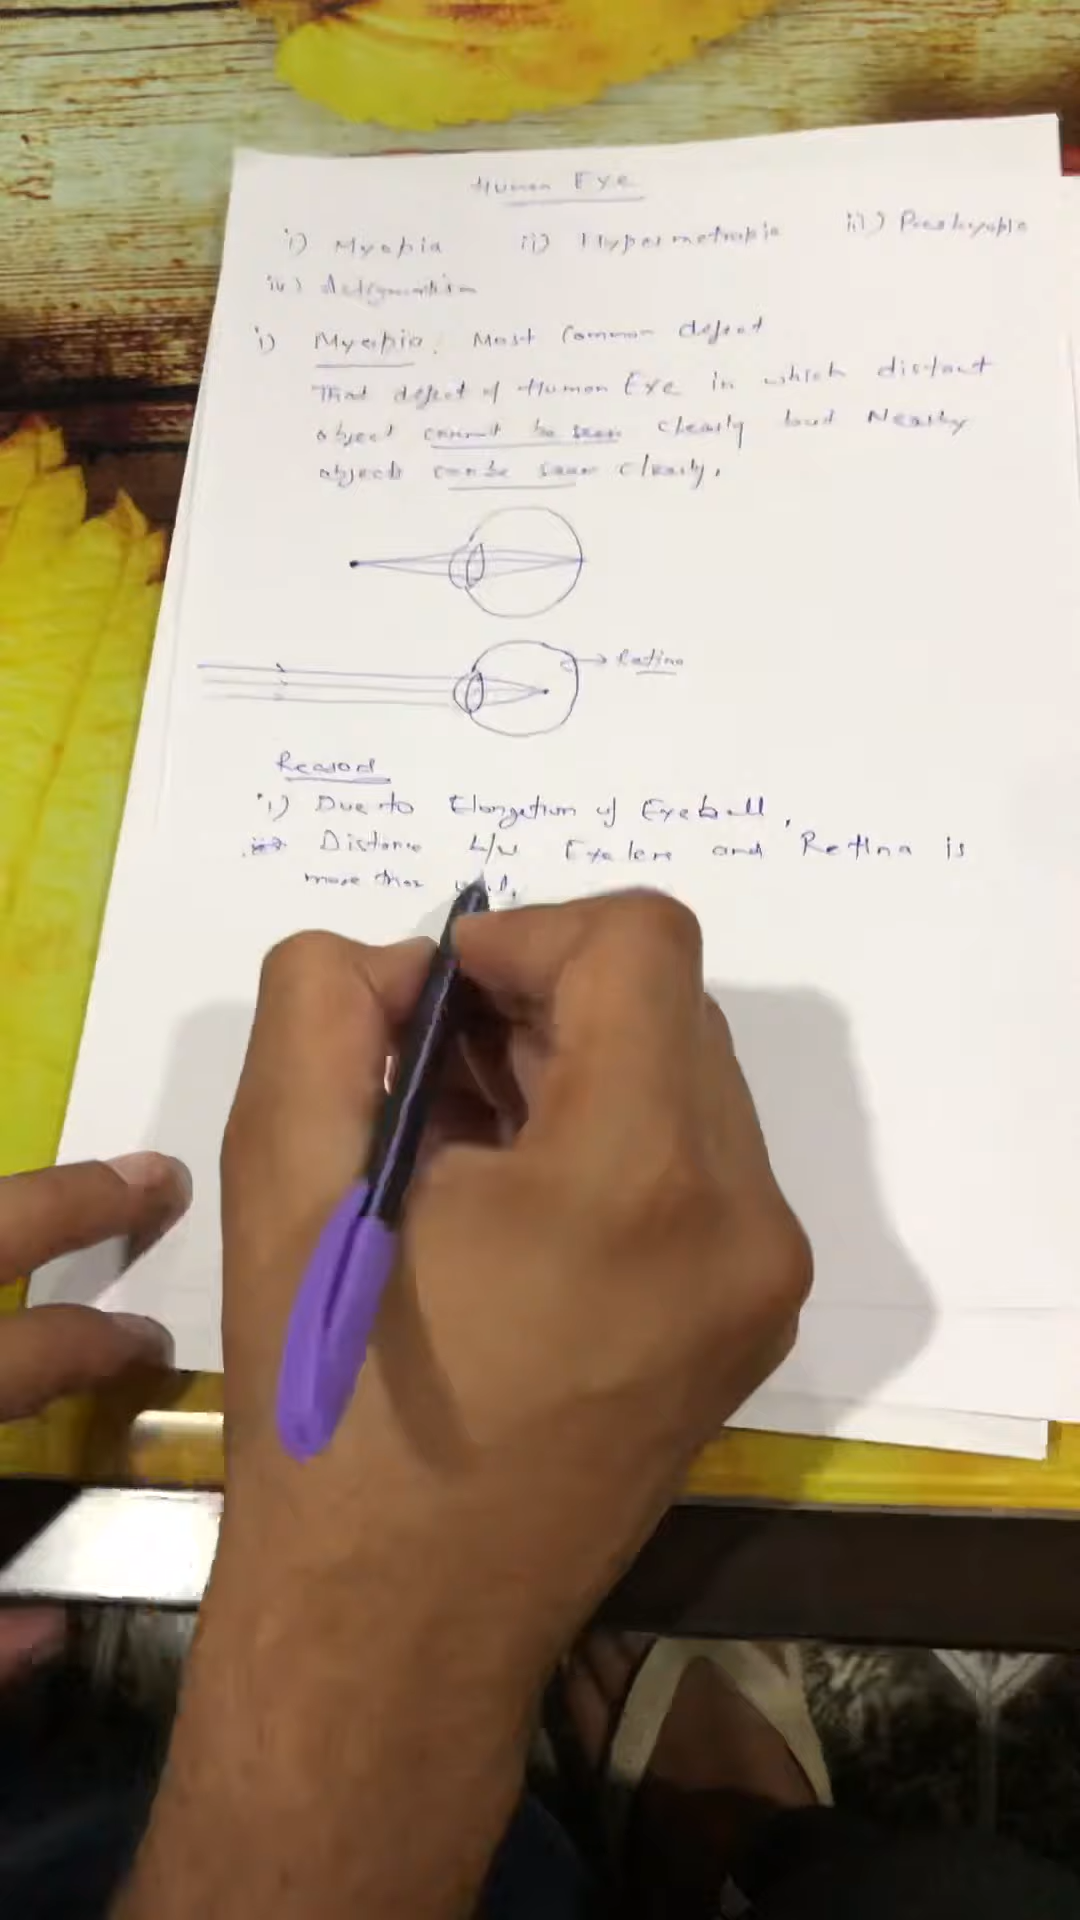 Human Eye
i) Myopia ii) Hypermetropia iii) Presbyopia
iv) Astigmatism
i) Myopia: Most Common defect
That defect of Human Eye in which distant
object cannot be seen clearly but Nearby
objects can be seen clearly.
→ Retina
Reason
i) Due to Elongation of Eyeball,
Distance b/w Eye lens and Retina is
more than